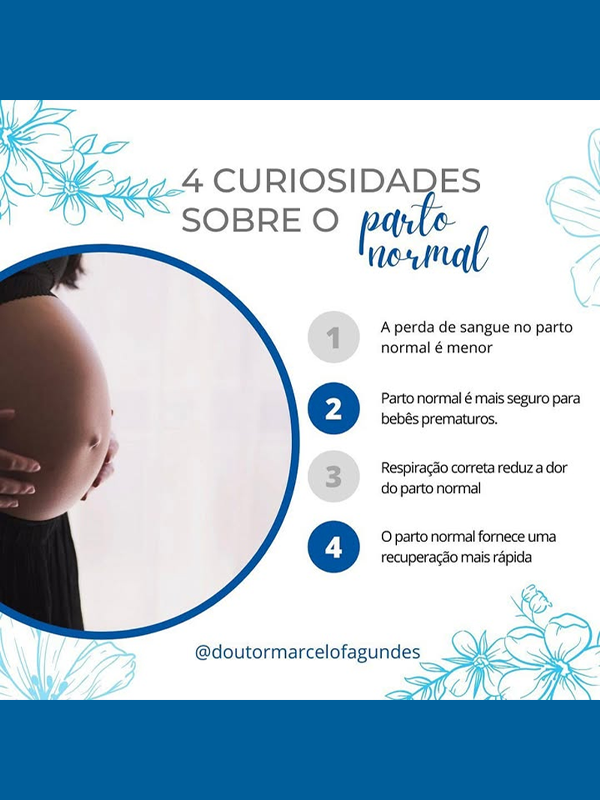 4 CURIOSIDADES
SOBRE O parto
normal
1
A perda de sangue no parto
normal é menor
2
Parto normal é mais seguro para
bebês prematuros.
3
Respiração correta reduz a dor
do parto normal
4
O parto normal fornece uma
recuperação mais rápida
@doutormarcelofagundes